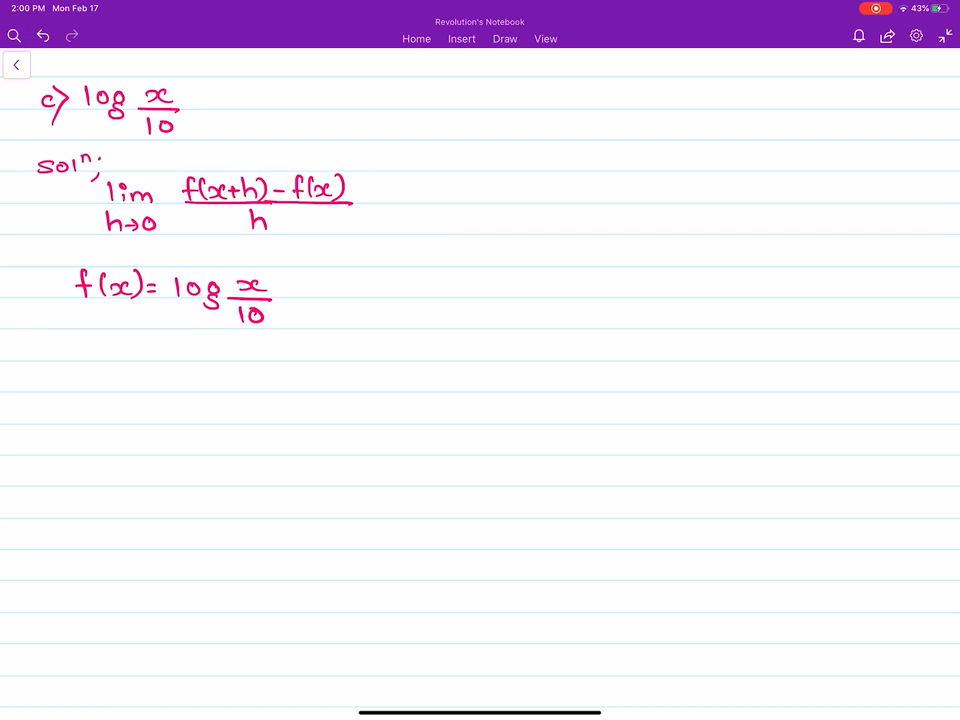 2:00 PM Mon Feb 17
43%
Revolution's Notebook
Home Insert Draw View
c) log x/10
solⁿ;
lim h→0 f(x+h) - f(x) / h
f(x) = log x/10